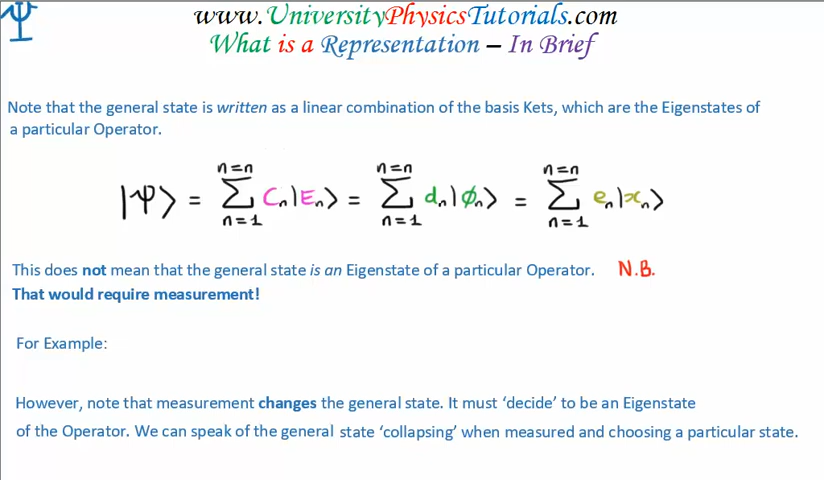 Ψ
www.UniversityPhysicsTutorials.com
What is a Representation – In Brief
Note that the general state is written as a linear combination of the basis Kets, which are the Eigenstates of
a particular Operator.
n=n n=n n=n
|Ψ⟩ = ∑ Cₙ|Eₙ⟩ = ∑ dₙ|ϕₙ⟩ = ∑ eₙ|xₙ⟩
n=1 n=1 n=1
This does not mean that the general state is an Eigenstate of a particular Operator. N.B.
That would require measurement!
For Example:
However, note that measurement changes the general state. It must ‘decide’ to be an Eigenstate
of the Operator. We can speak of the general state ‘collapsing’ when measured and choosing a particular state.